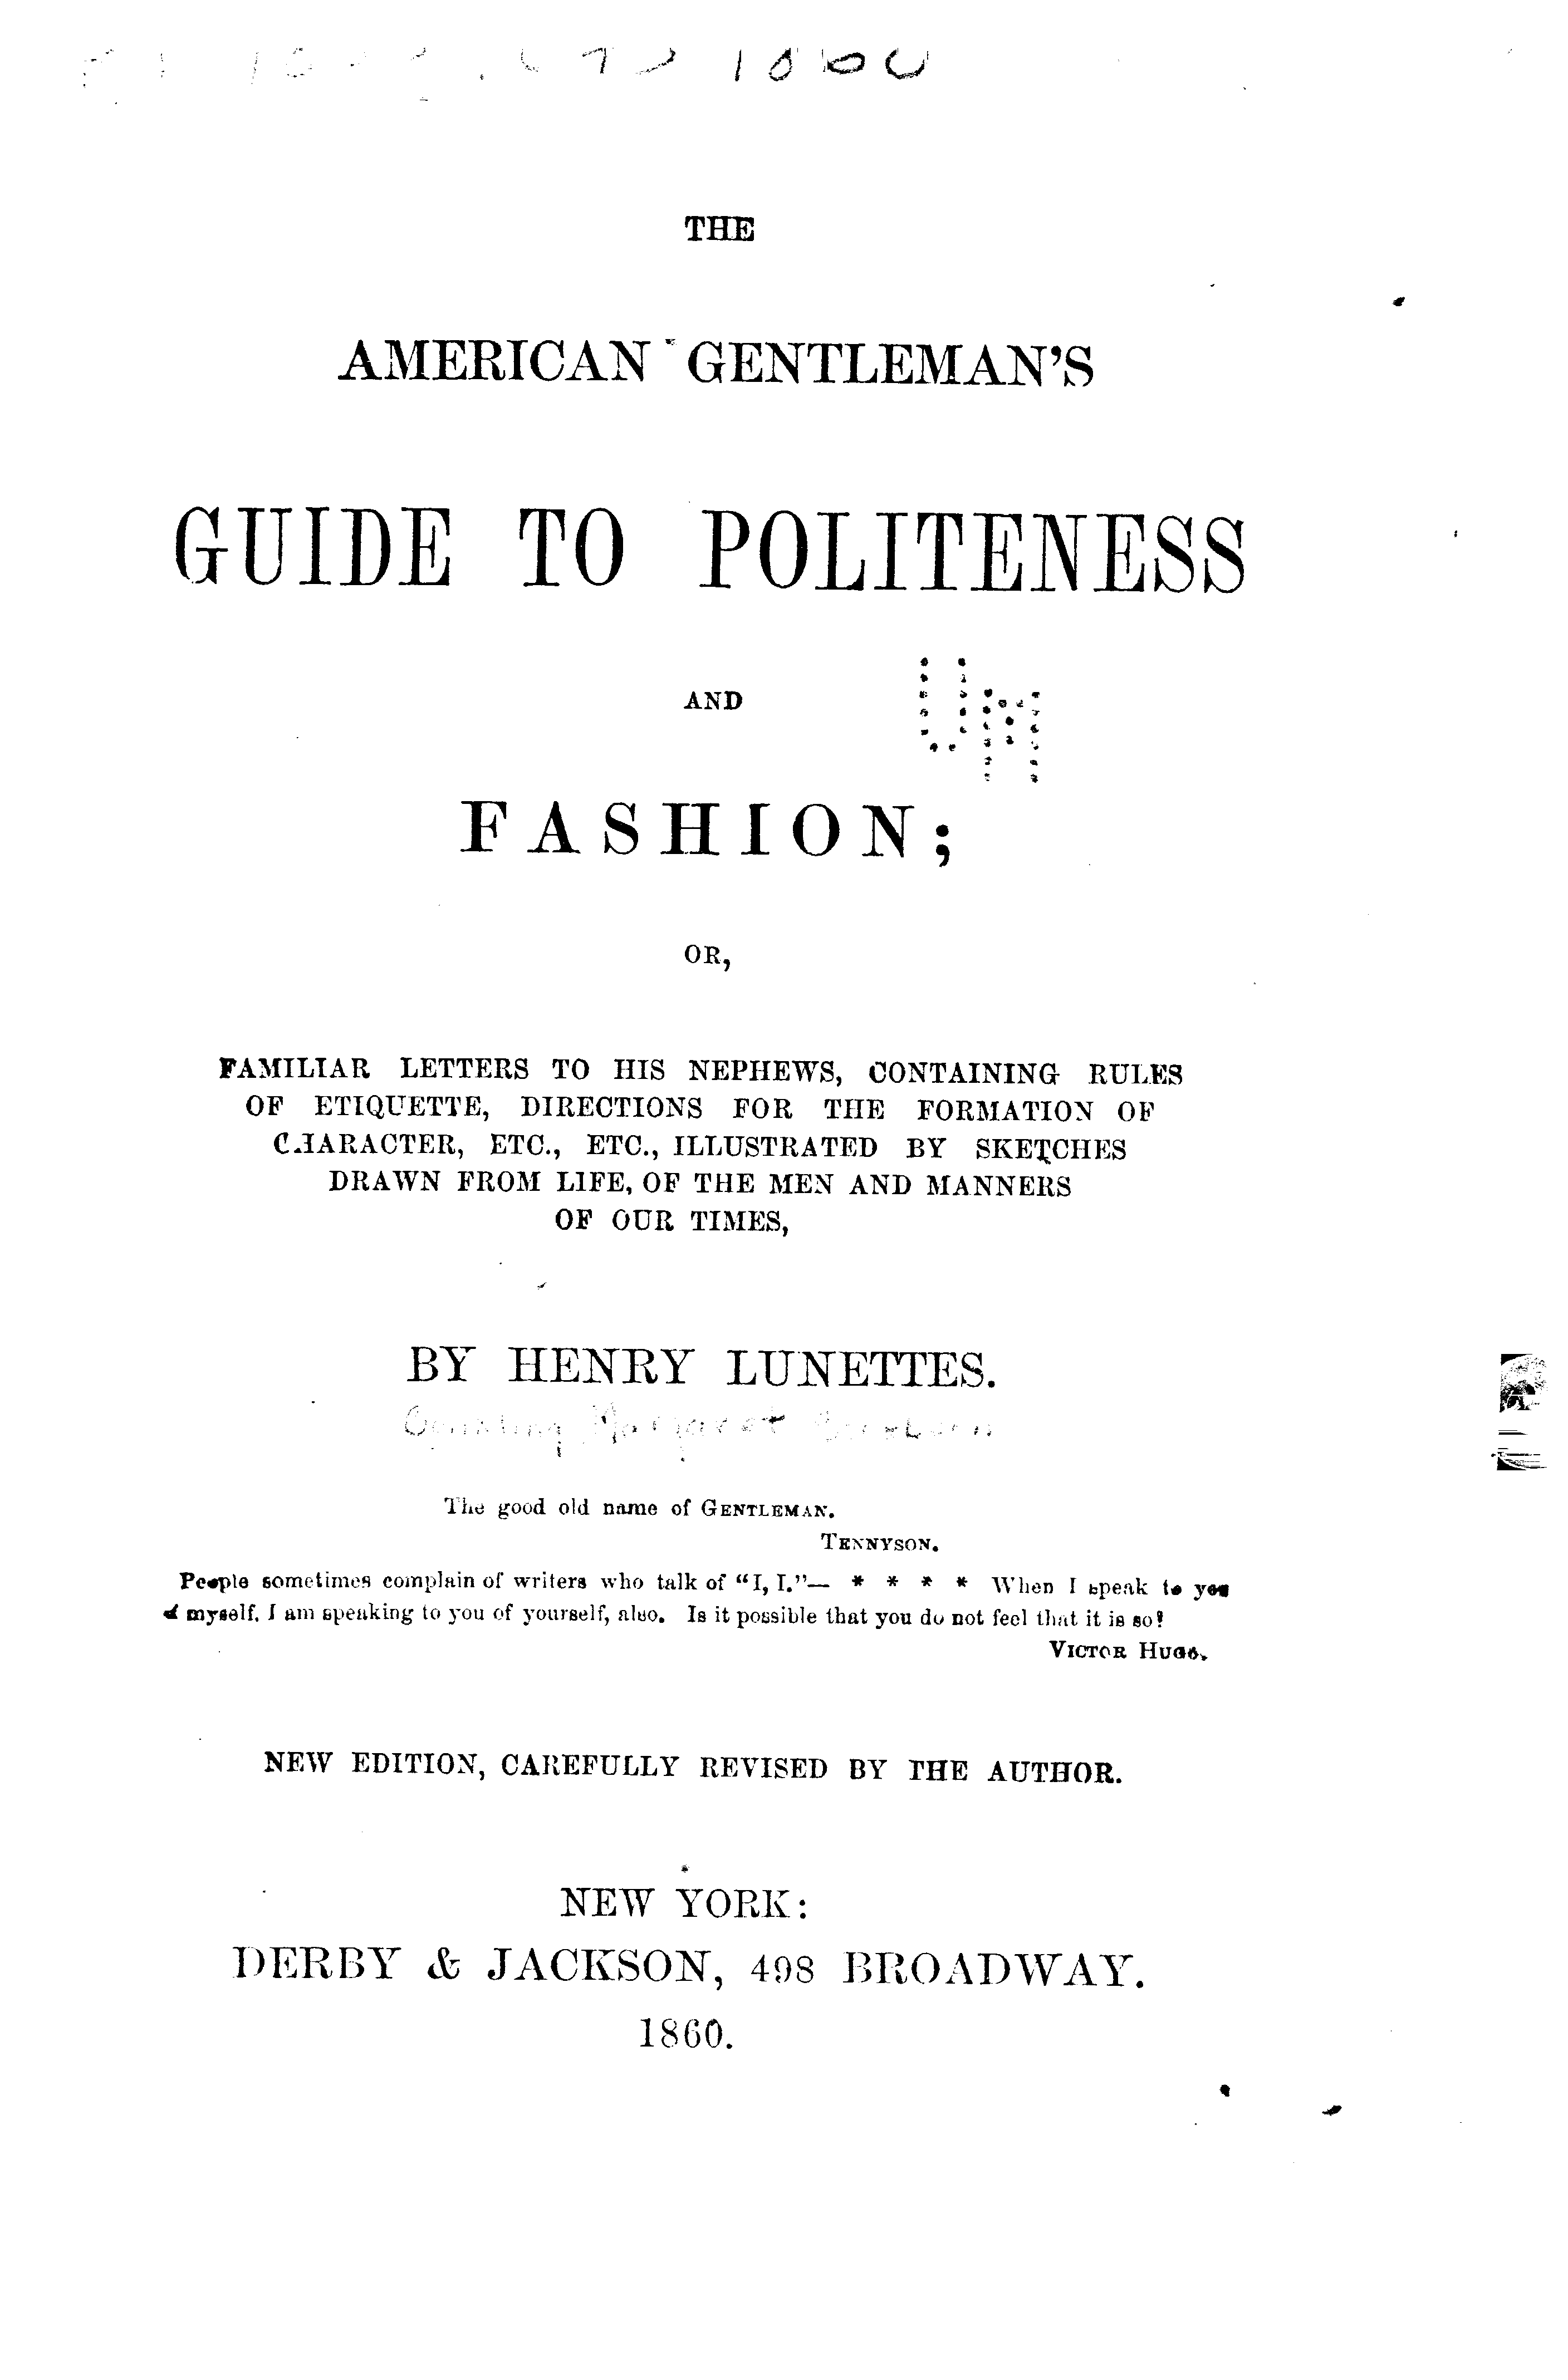 1860
THE
AMERICAN GENTLEMAN'S
GUIDE TO POLITENESS
AND
UM
FASHION;
OR,
FAMILIAR LETTERS TO HIS NEPHEWS, CONTAINING RULES
OF ETIQUETTE, DIRECTIONS FOR THE FORMATION OF
CHARACTER, ETC., ETC., ILLUSTRATED BY SKETCHES
DRAWN FROM LIFE, OF THE MEN AND MANNERS
OF OUR TIMES,
BY HENRY LUNETTES.
Margaret
The good old name of GENTLEMAN.
TENNYSON.
People sometimes complain of writers who talk of "I, I."— * * * * When I speak to you
of myself, I am speaking to you of yourself, also. Is it possible that you do not feel that it is so?
VICTOR HUGO.
NEW EDITION, CAREFULLY REVISED BY THE AUTHOR.
NEW YORK:
DERBY & JACKSON, 498 BROADWAY.
1860.